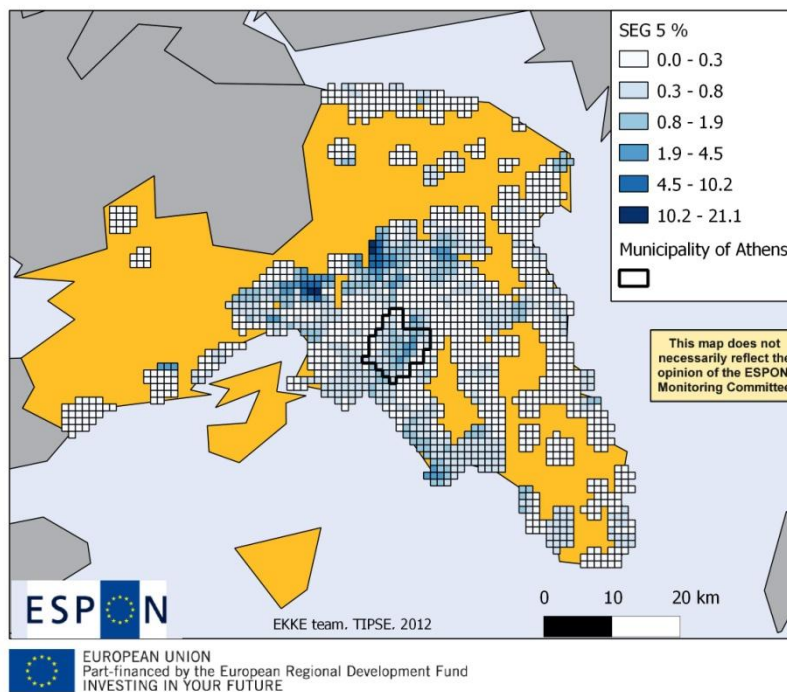 SEG 5 %
0.0 - 0.3
0.3 - 0.8
0.8 - 1.9
1.9 - 4.5
4.5 - 10.2
10.2 - 21.1
Municipality of Athens
This map does not
necessarily reflect the
opinion of the ESPON
Monitoring Committee
ESPON
EKKE team. TIPSE. 2012
0 10 20 km
EUROPEAN UNION
Part-financed by the European Regional Development Fund
INVESTING IN YOUR FUTURE